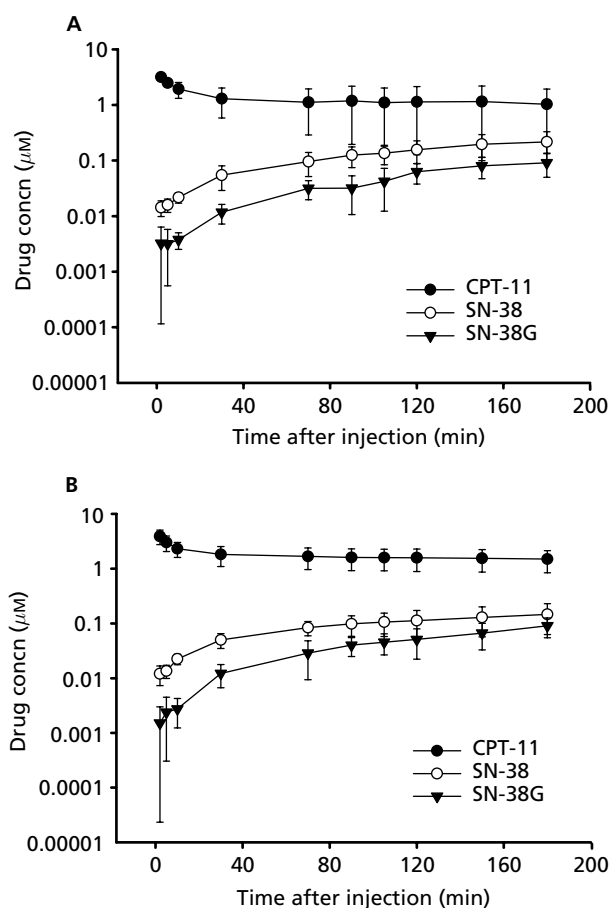 A
10
1
0.1
0.01
0.001
0.0001
0.00001
Drug concn (μM)
CPT-11
SN-38
SN-38G
0 40 80 120 160 200
Time after injection (min)
B
10
1
0.1
0.01
0.001
0.0001
0.00001
Drug concn (μM)
CPT-11
SN-38
SN-38G
0 40 80 120 160 200
Time after injection (min)